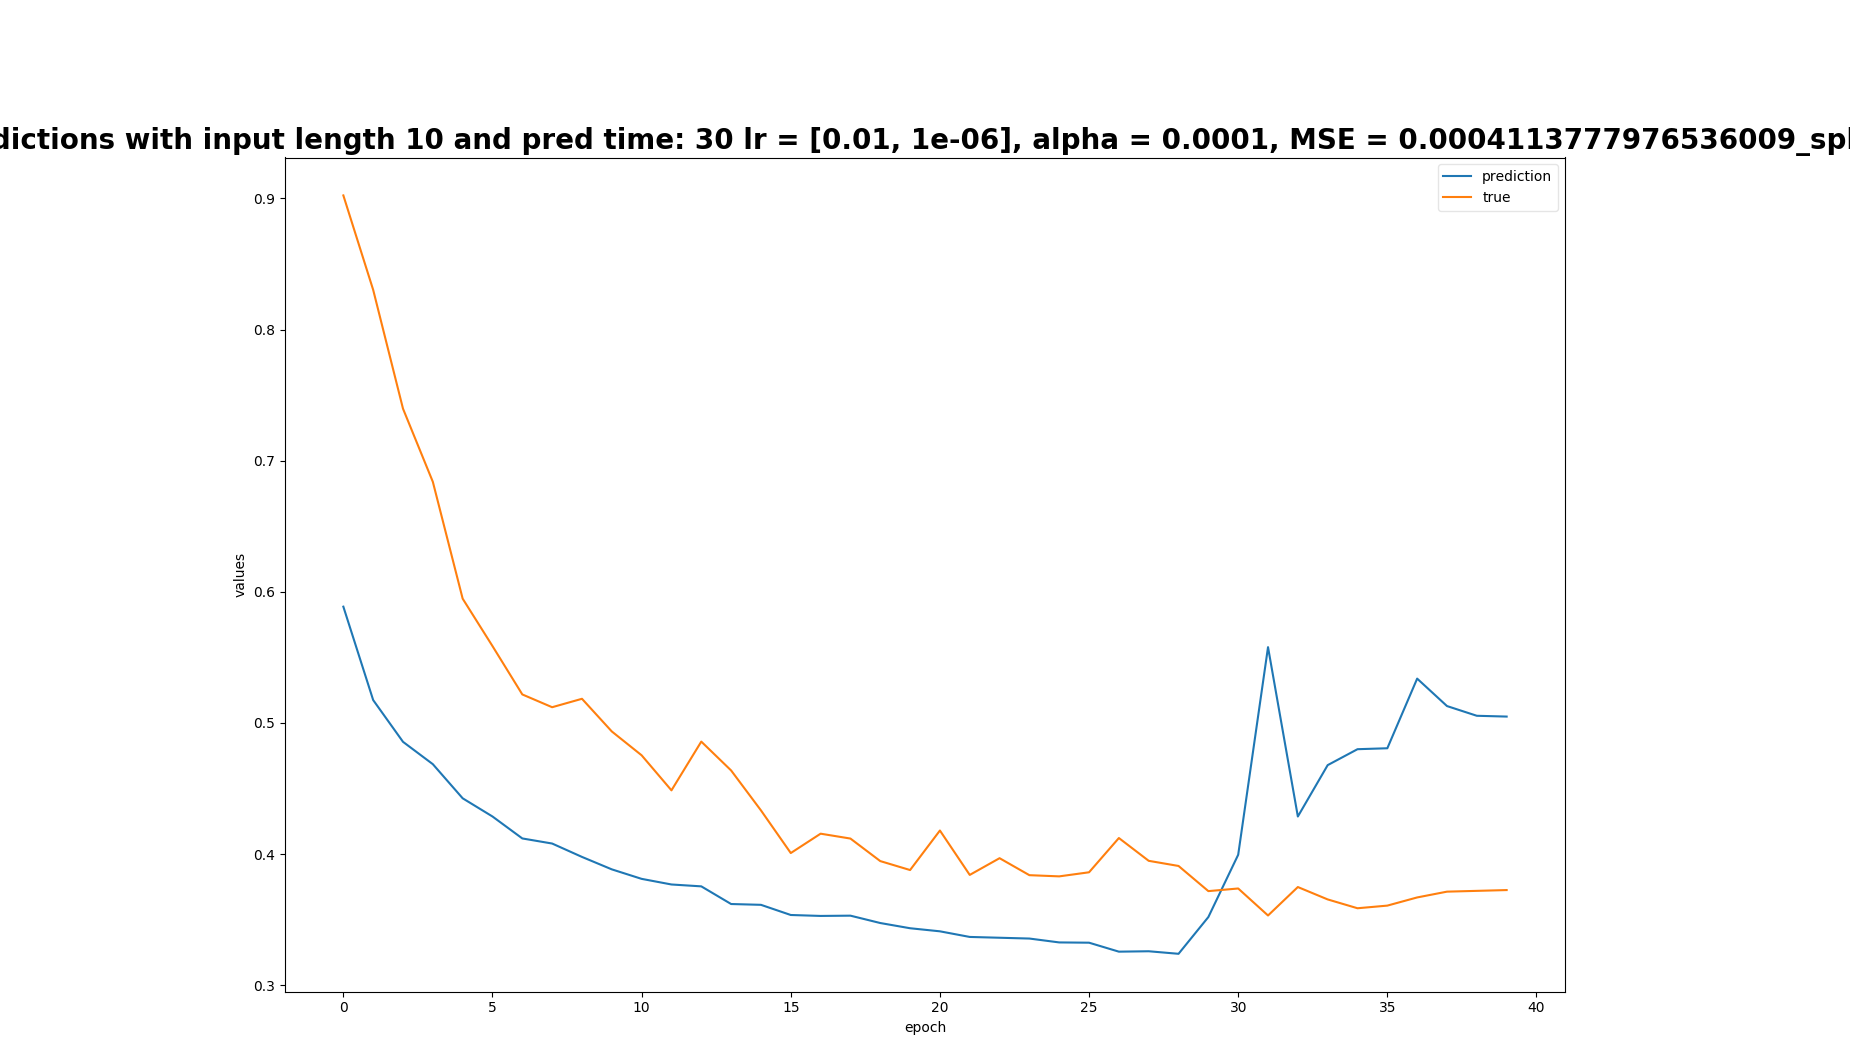 dictions with input length 10 and pred time: 30 lr = [0.01, 1e-06], alpha = 0.0001, MSE = 0.0004113777976536009_spl
prediction
true
0.9
0.8
0.7
0.6
0.5
0.4
0.3
values
0 5 10 15 20 25 30 35 40
epoch